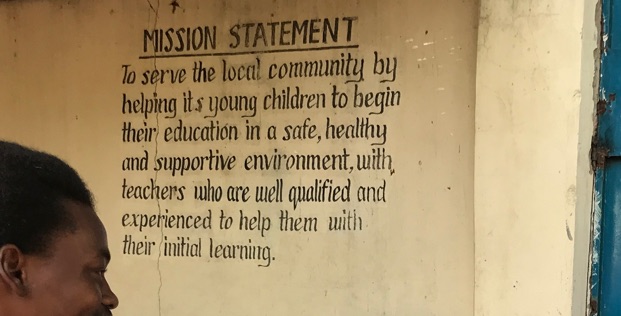 MISSION STATEMENT
To serve the local community by
helping its young children to begin
their education in a safe, healthy
and supportive environment, with
teachers who are well qualified and
experienced to help them with
their initial learning.